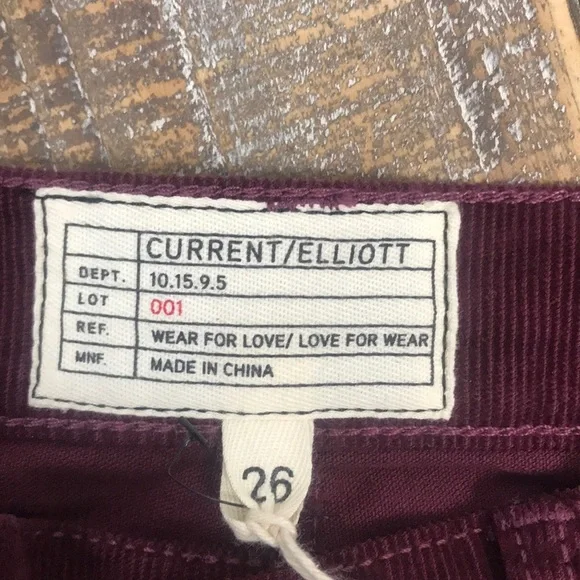 CURRENT/ELLIOTT
DEPT. 10.15.9.5
LOT 001
REF. WEAR FOR LOVE/ LOVE FOR WEAR
MNF. MADE IN CHINA
26